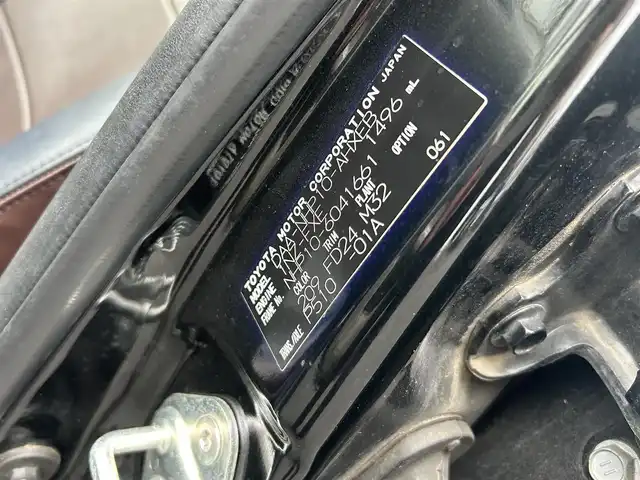 TOYOTA MOTOR CORPORATION JAPAN
MODEL DAA-NHP10-AHXEB
ENGINE 1NZ-FXE 1496 mL
FRAME No. NHP10-6041661
COLOR TRIM PLANT OPTION
209 FD24 M32 061
TRANS/AXLE P510 -01A